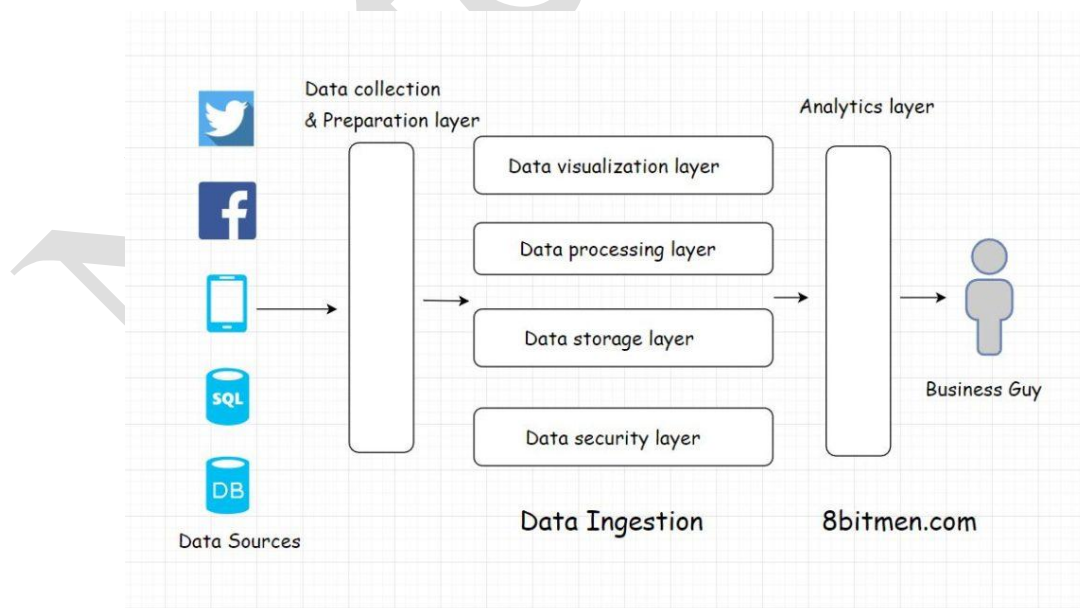 Data collection
& Preparation layer
Analytics layer
Data visualization layer
Data processing layer
Data storage layer
Data security layer
SQL
DB
Data Sources
Business Guy
Data Ingestion
8bitmen.com